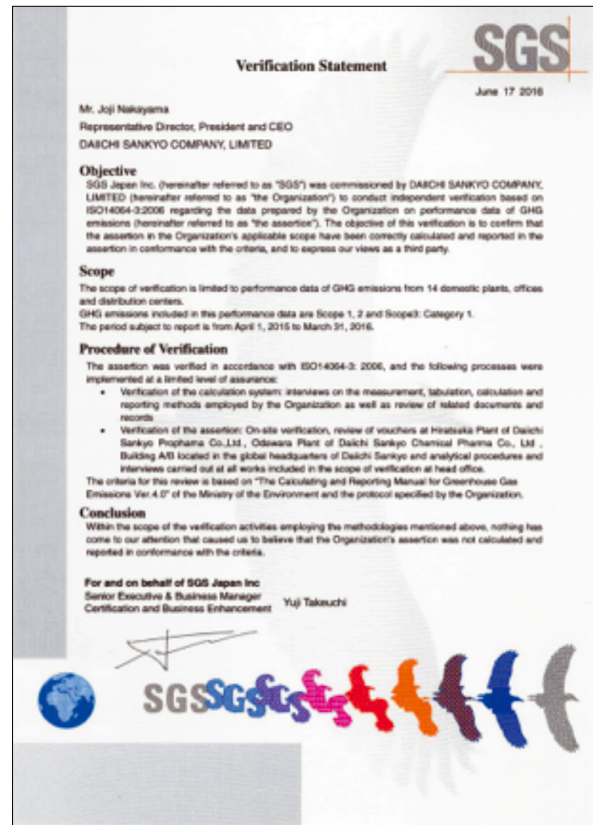 SGS
Verification Statement
June 17 2016
Mr. Joji Nakayama
Representative Director, President and CEO
DAIICHI SANKYO COMPANY, LIMITED
Objective
SGS Japan Inc. (hereinafter referred to as "SGS") was commissioned by DAIICHI SANKYO COMPANY,
LIMITED (hereinafter referred to as "the Organization") to conduct independent verification based on
ISO14064-3:2006 regarding the data prepared by the Organization on performance data of GHG
emissions (hereinafter referred to as "the assertion"). The objective of this verification is to confirm that
the assertion in the Organization's applicable scope have been correctly calculated and reported in the
assertion in conformance with the criteria, and to express our views as a third party.
Scope
The scope of verification is limited to performance data of GHG emissions from 14 domestic plants, offices
and distribution centers.
GHG emissions included in this performance data are Scope 1, 2 and Scope3: Category 1.
The period subject to report is from April 1, 2015 to March 31, 2016.
Procedure of Verification
The assertion was verified in accordance with ISO14064-3: 2006, and the following processes were
implemented at a limited level of assurance:
• Verification of the calculation system: interviews on the measurement, tabulation, calculation and
reporting methods employed by the Organization as well as review of related documents and
records
• Verification of the assertion: On-site verification, review of vouchers at Hiratsuka Plant of Daiichi
Sankyo Propharma Co.,Ltd., Odawara Plant of Daiichi Sankyo Chemical Pharma Co., Ltd ,
Building A/B located in the global headquarters of Daiichi Sankyo and analytical procedures and
interviews carried out at all works included in the scope of verification at head office.
The criteria for this review is based on "The Calculating and Reporting Manual for Greenhouse Gas
Emissions Ver.4.0" of the Ministry of the Environment and the protocol specified by the Organization.
Conclusion
Within the scope of the verification activities employing the methodologies mentioned above, nothing has
come to our attention that caused us to believe that the Organization's assertion was not calculated and
reported in conformance with the criteria.
For and on behalf of SGS Japan Inc
Senior Executive & Business Manager
Certification and Business Enhancement Yuji Takeuchi
SGSSGSSGS